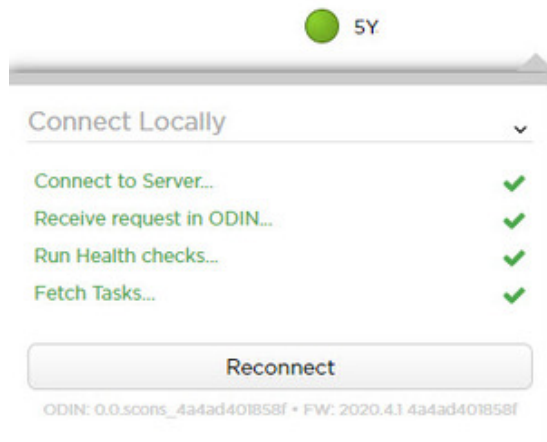 5Y
Connect Locally
Connect to Server...
Receive request in ODIN...
Run Health checks...
Fetch Tasks...
Reconnect
ODIN: 0.0.scons_4a4ad401858f • FW: 2020.4.1 4a4ad401858f